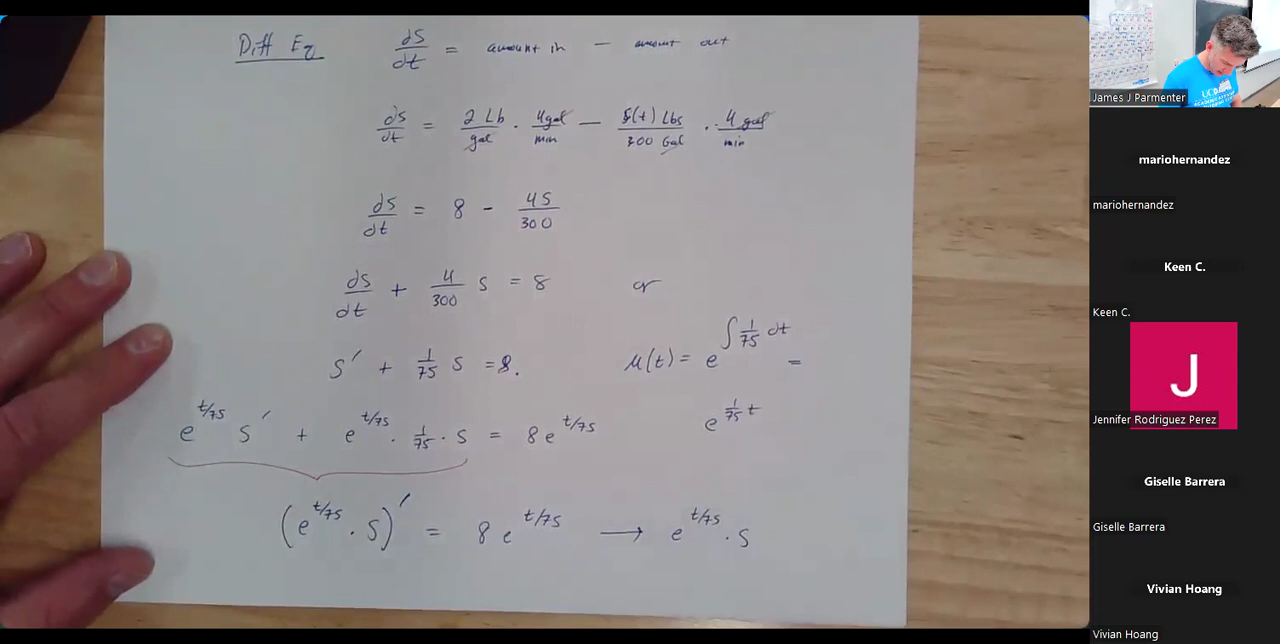 Diff Eq dS/dt = amount in — amount out
dS/dt = 2 Lb/gal · 4gal/min — S(t) Lbs/300 Gal · 4 gal/min
dS/dt = 8 - 4S/300
dS/dt + 4/300 S = 8 or
S′ + 1/75 S = 8. μ(t) = e^∫ 1/75 dt =
e^t/75 S′ + e^t/75 · 1/75 · S = 8e^t/75 e^1/75 t
(e^t/75 · S)′ = 8e^t/75 → e^t/75 · S
UCD
James J Parmenter
mariohernandez
mariohernandez
Keen C.
Keen C.
J
Jennifer Rodriguez Perez
Giselle Barrera
Giselle Barrera
Vivian Hoang
Vivian Hoang